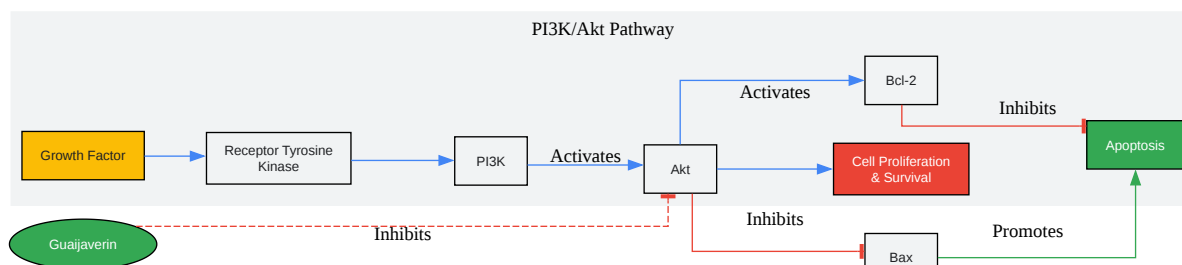 PI3K/Akt Pathway
Growth Factor
Receptor Tyrosine
Kinase
PI3K
Activates
Akt
Activates
Bcl-2
Inhibits
Apoptosis
Cell Proliferation
& Survival
Guaijaverin
Inhibits
Inhibits
Bax
Promotes